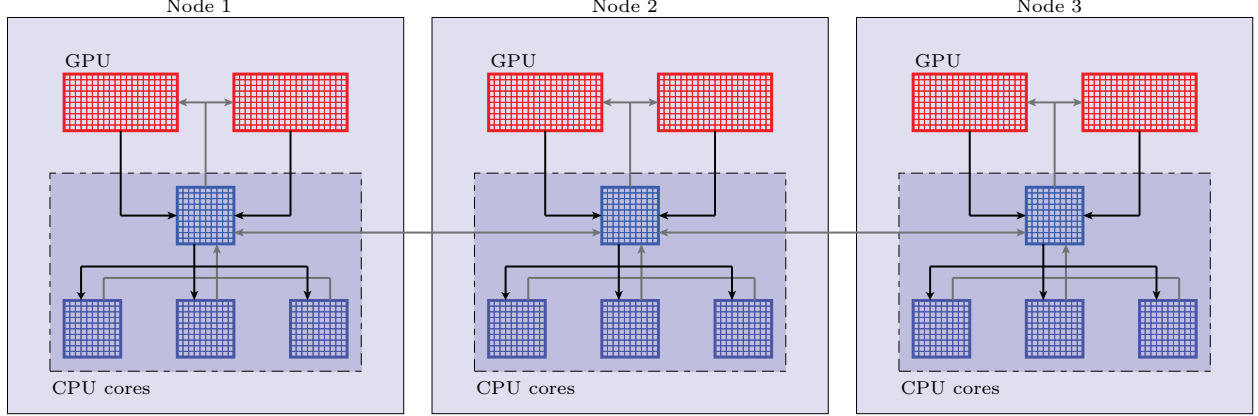 Node 1
Node 2
Node 3
GPU
GPU
GPU
CPU cores
CPU cores
CPU cores